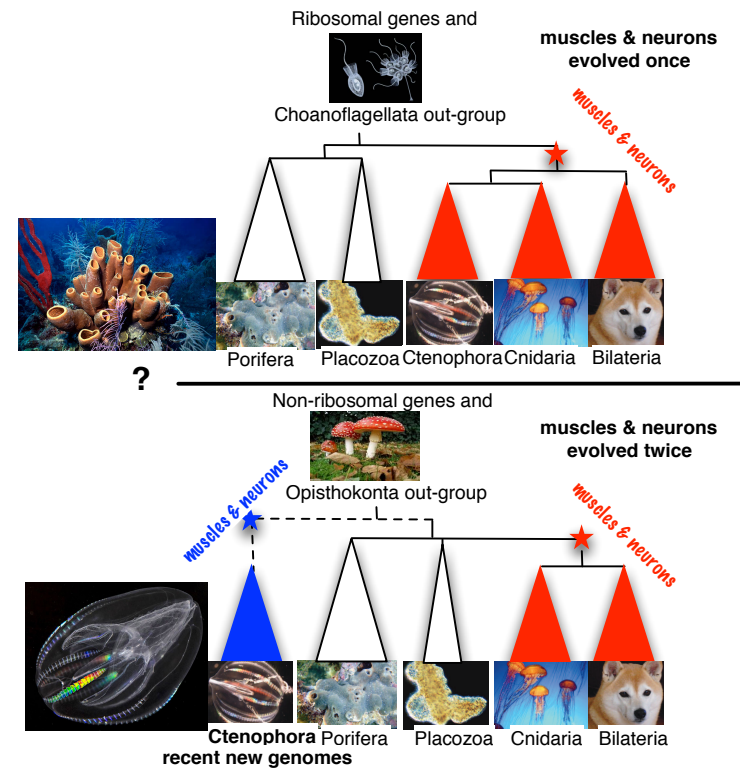 Ribosomal genes and
muscles & neurons
evolved once
Choanoflagellata out-group
muscles & neurons
Porifera
Placozoa
Ctenophora
Cnidaria
Bilateria
?
Non-ribosomal genes and
muscles & neurons
evolved twice
Opisthokonta out-group
muscles & neurons
muscles & neurons
Ctenophora
recent new genomes
Porifera
Placozoa
Cnidaria
Bilateria